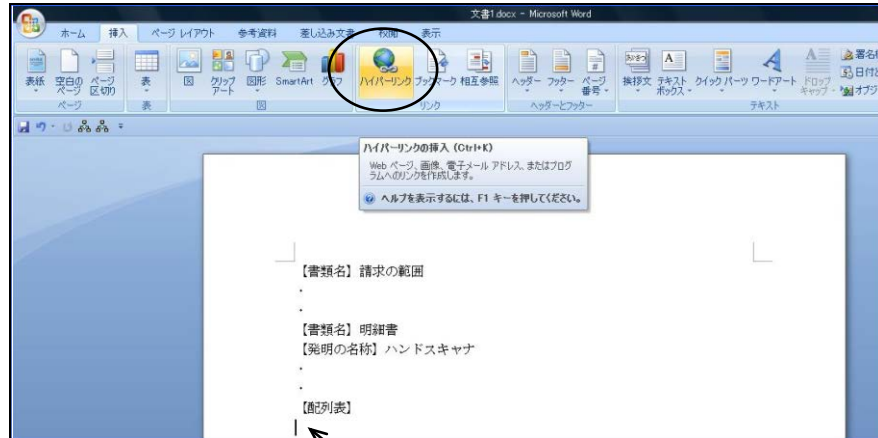 文書1.docx - Microsoft Word
ホーム 挿入 ページ レイアウト 参考資料 差し込み文書 校閲 表示
表紙 空白のページ ページ区切り 表 図 クリップアート 図形 SmartArt グラフ ハイパーリンク ブックマーク 相互参照 ヘッダー フッター ページ番号 挨拶文 テキストボックス クイック パーツ ワードアート ドロップキャップ 署名 日付 オブジ
ページ 表 図 リンク ヘッダーとフッター テキスト
ハイパーリンクの挿入 (Ctrl+K)
Web ページ、画像、電子メール アドレス、またはプログ
ラムへのリンクを作成します。
ヘルプを表示するには、F1 キーを押してください。
【書類名】請求の範囲
・
・
【書類名】明細書
【発明の名称】ハンドスキャナ
・
・
【配列表】